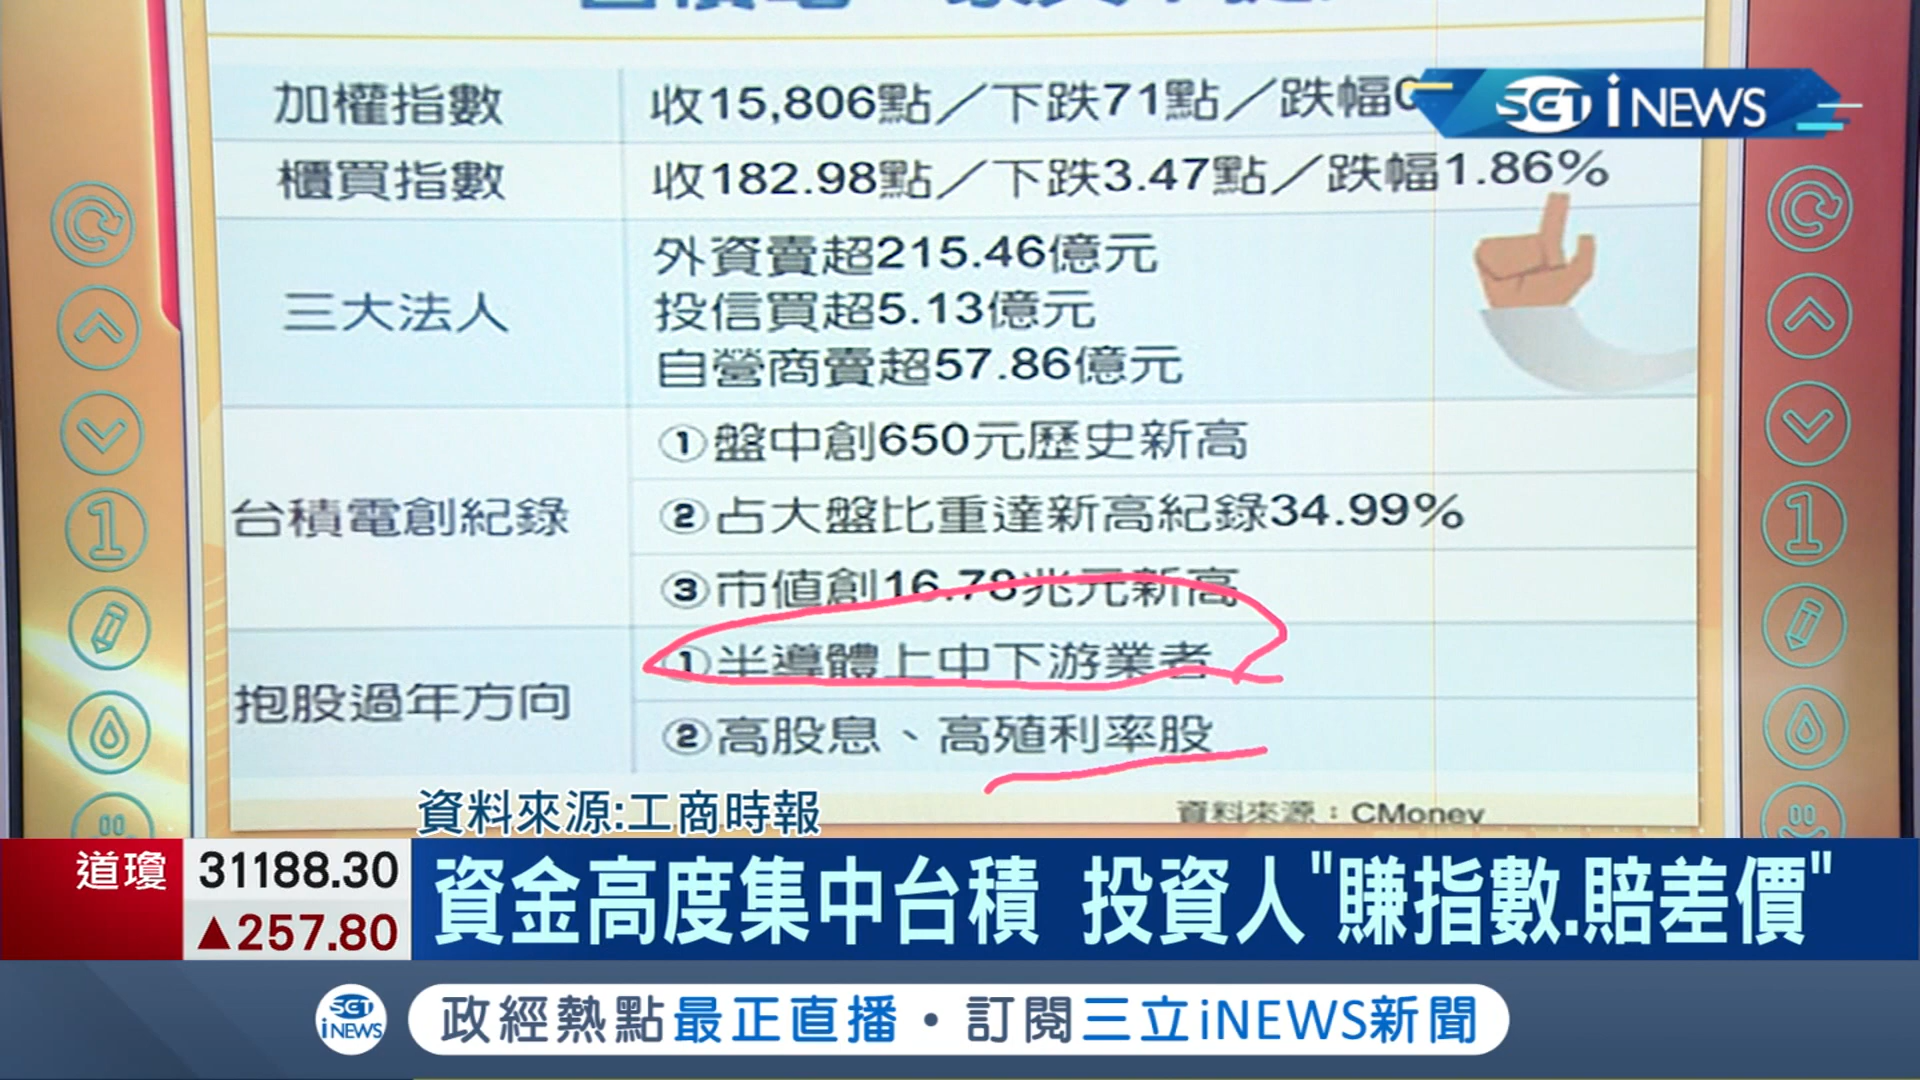 加權指數
收15,806點／下跌71點／跌幅
SET iNEWS
櫃買指數
收182.98點／下跌3.47點／跌幅1.86%
三大法人
外資賣超215.46億元
投信買超5.13億元
自營商賣超57.86億元
台積電創紀錄
①盤中創650元歷史新高
②占大盤比重達新高紀錄34.99%
③市值創16.78兆元新高
抱股過年方向
①半導體上中下游業者
②高股息、高殖利率股
資料來源:工商時報
資料來源：CMoney
道瓊
31188.30
▲257.80
資金高度集中台積 投資人"賺指數.賠差價"
SET iNEWS
政經熱點最正直播・訂閱三立iNEWS新聞